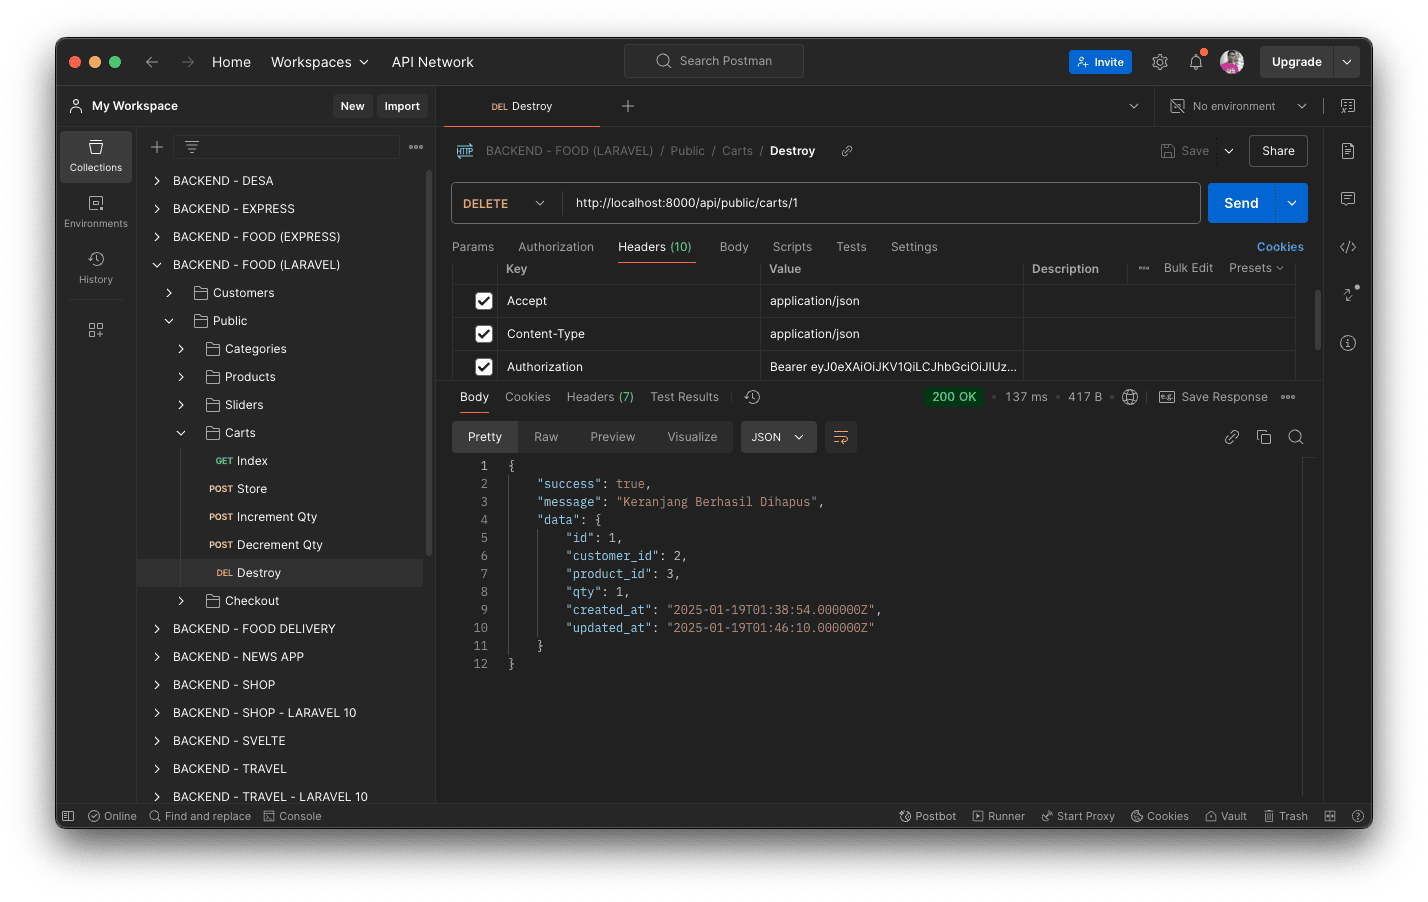 Home Workspaces API Network Search Postman Invite Upgrade
My Workspace New Import DEL Destroy No environment
Collections
Environments
History
BACKEND - DESA
BACKEND - EXPRESS
BACKEND - FOOD (EXPRESS)
BACKEND - FOOD (LARAVEL)
Customers
Public
Categories
Products
Sliders
Carts
GET Index
POST Store
POST Increment Qty
POST Decrement Qty
DEL Destroy
Checkout
BACKEND - FOOD DELIVERY
BACKEND - NEWS APP
BACKEND - SHOP
BACKEND - SHOP - LARAVEL 10
BACKEND - SVELTE
BACKEND - TRAVEL
BACKEND - TRAVEL - LARAVEL 10
HTTP BACKEND - FOOD (LARAVEL) / Public / Carts / Destroy Save Share
DELETE http://localhost:8000/api/public/carts/1 Send
Params Authorization Headers (10) Body Scripts Tests Settings Cookies
Key Value Description Bulk Edit Presets
Accept application/json
Content-Type application/json
Authorization Bearer eyJ0eXAiOiJKV1QiLCJhbGciOiJIUz...
Body Cookies Headers (7) Test Results 200 OK 137 ms 417 B e.g. Save Response
Pretty Raw Preview Visualize JSON
1 {
2 "success": true,
3 "message": "Keranjang Berhasil Dihapus",
4 "data": {
5 "id": 1,
6 "customer_id": 2,
7 "product_id": 3,
8 "qty": 1,
9 "created_at": "2025-01-19T01:38:54.000000Z",
10 "updated_at": "2025-01-19T01:46:10.000000Z"
11 }
12 }
Online Find and replace Console Postbot Runner Start Proxy Cookies Vault Trash